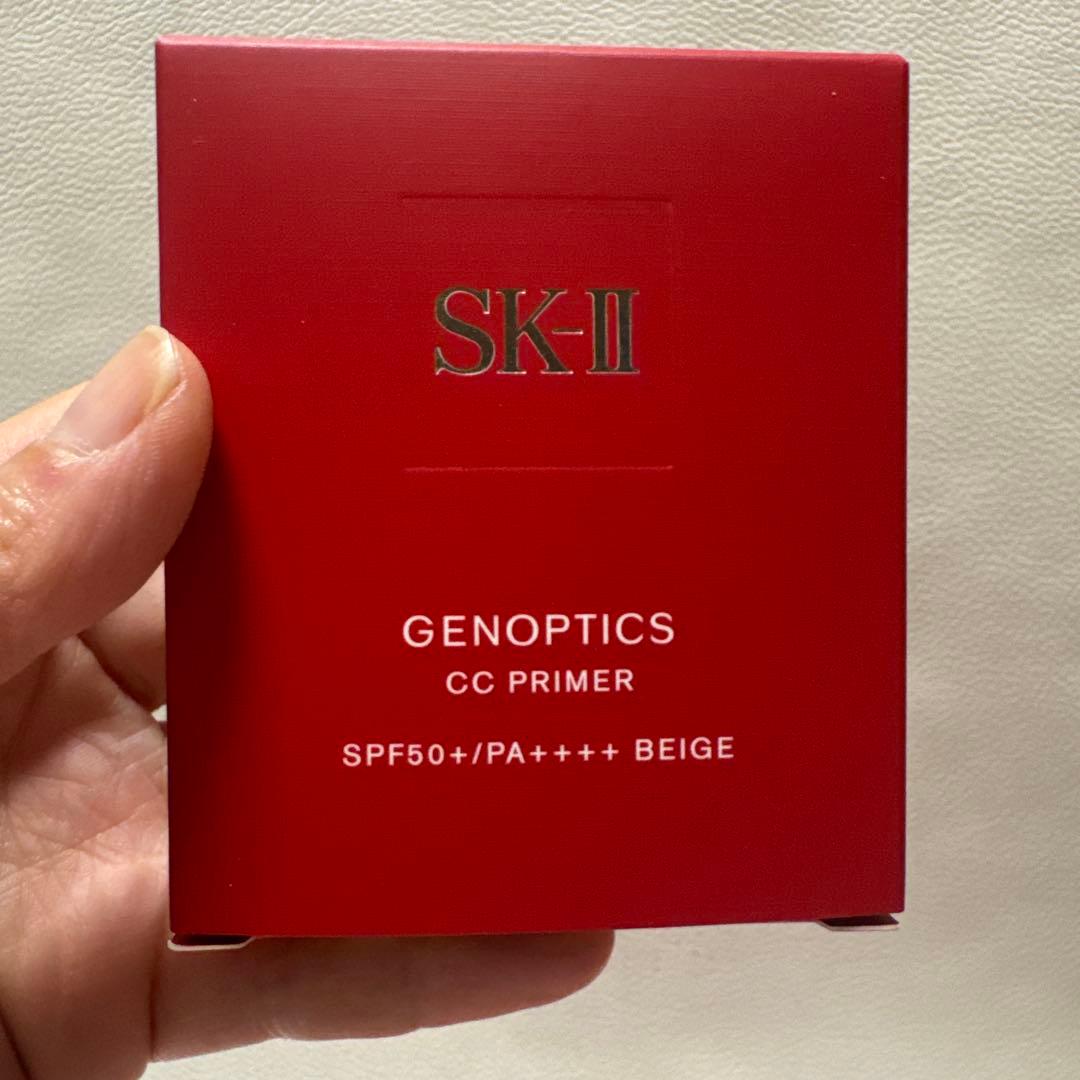 SK-II
GENOPTICS
CC PRIMER
SPF50+/PA++++ BEIGE